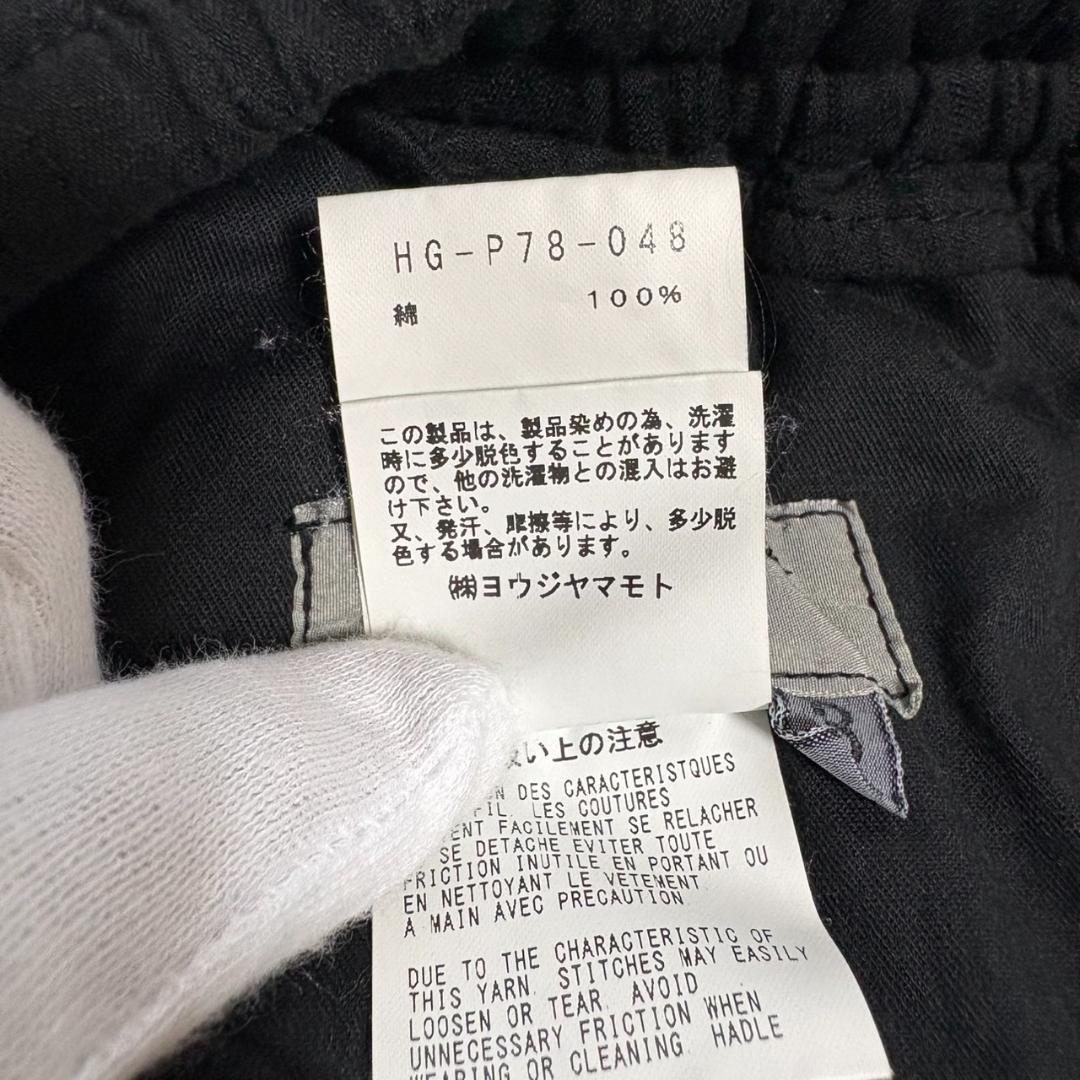 HG-P78-048
綿 100%
この製品は、製品染めの為、洗濯
時に多少脱色することがあります
ので、他の洗濯物との混入はお避
け下さい。
又、発汗、摩擦等により、多少脱
色する場合があります。
㈱ヨウジヤマモト
扱い上の注意
DES CARACTERISTQUES
FIL. LES COUTURES
FACILEMENT SE RELACHER
SE DETACHE EVITER TOUTE
FRICTION INUTILE EN PORTANT OU
EN NETTOYANT LE VETEMENT
A MAIN AVEC PRECAUTION
DUE TO THE CHARACTERISTIC OF
THIS YARN. STITCHES MAY EASILY
LOOSEN OR TEAR. AVOID
UNNECESSARY FRICTION WHEN
WEARING OR CLEANING. HADLE